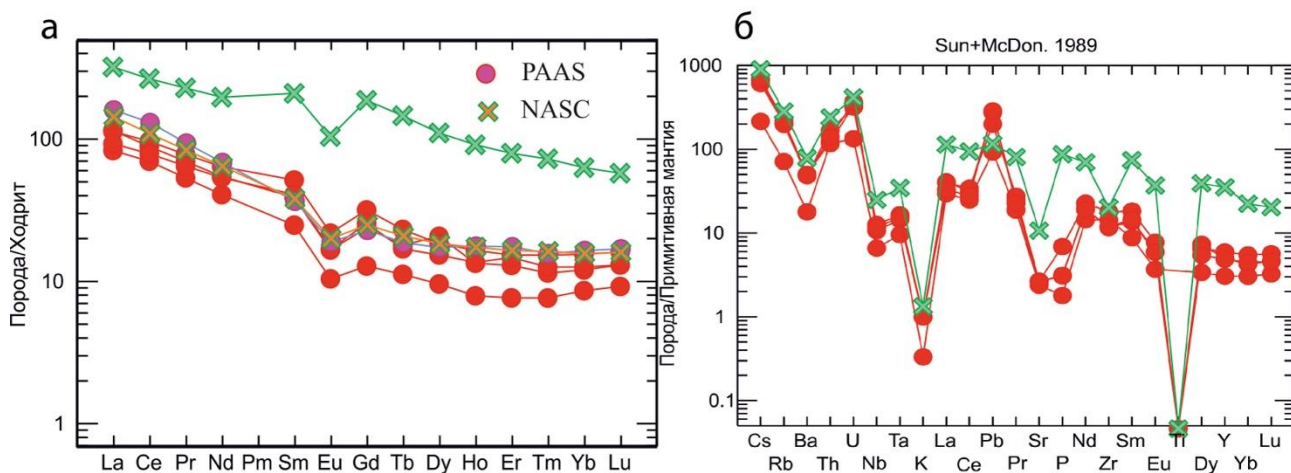 а
Порода/Ходрит
100
10
1
PAAS
NASC
La Ce Pr Nd Pm Sm Eu Gd Tb Dy Ho Er Tm Yb Lu
б
Sun+McDon. 1989
Порода/Примитивная мантия
1000
100
10
1
0.1
Cs Ba U Ta La Pb Sr Nd Sm Ti Y Lu
Rb Th Nb K Ce Pr P Zr Eu Dy Yb